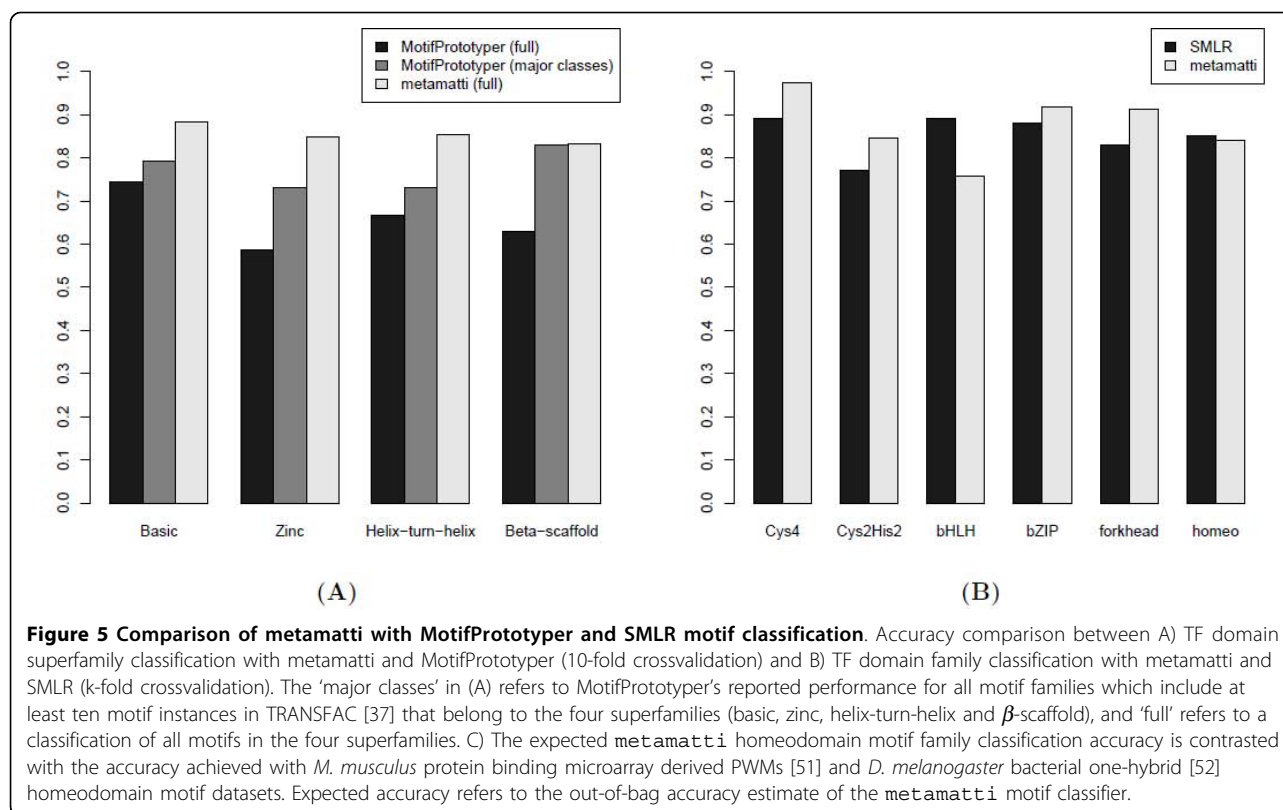 MotifPrototyper (full)
MotifPrototyper (major classes)
metamatti (full)
1.0
0.9
0.8
0.7
0.6
0.5
0.4
0.3
0.2
0.1
0.0
Basic Zinc Helix−turn−helix Beta−scaffold
(A)
SMLR
metamatti
1.0
0.9
0.8
0.7
0.6
0.5
0.4
0.3
0.2
0.1
0.0
Cys4 Cys2His2 bHLH bZIP forkhead homeo
(B)
Figure 5 Comparison of metamatti with MotifPrototyper and SMLR motif classification. Accuracy comparison between A) TF domain
superfamily classification with metamatti and MotifPrototyper (10-fold crossvalidation) and B) TF domain family classification with metamatti and
SMLR (k-fold crossvalidation). The ‘major classes’ in (A) refers to MotifPrototyper’s reported performance for all motif families which include at
least ten motif instances in TRANSFAC [37] that belong to the four superfamilies (basic, zinc, helix-turn-helix and β-scaffold), and ‘full’ refers to a
classification of all motifs in the four superfamilies. C) The expected metamatti homeodomain motif family classification accuracy is contrasted
with the accuracy achieved with M. musculus protein binding microarray derived PWMs [51] and D. melanogaster bacterial one-hybrid [52]
homeodomain motif datasets. Expected accuracy refers to the out-of-bag accuracy estimate of the metamatti motif classifier.